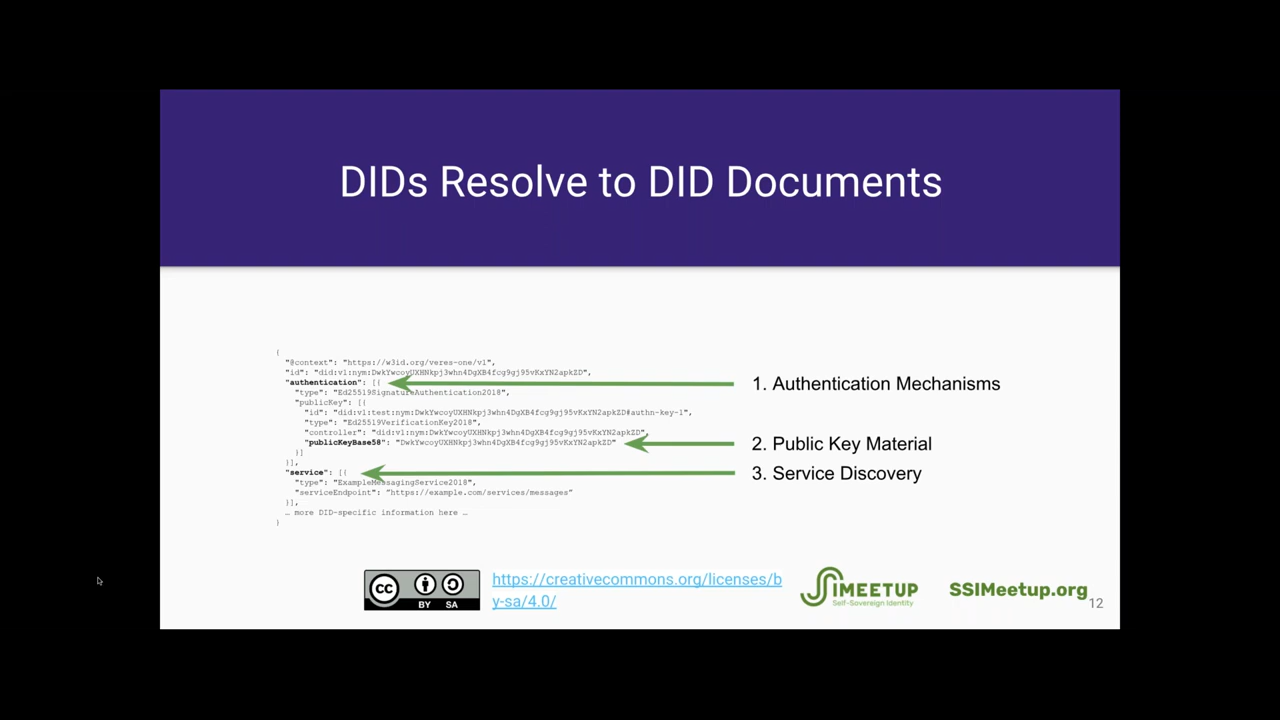 DIDs Resolve to DID Documents
{
"@context": "https://w3id.org/veres-one/v1",
"id": "did:v1:nym:DwkYwcoyUXHNkpj3whn4DgXB4fcg9gj95vKxYN2apkZD",
"authentication": [{
"type": "Ed25519SignatureAuthentication2018",
"publicKey": [{
"id": "did:v1:test:nym:DwkYwcoyUXHNkpj3whn4DgXB4fcg9gj95vKxYN2apkZD#authn-key-1",
"type": "Ed25519VerificationKey2018",
"controller": "did:v1:nym:DwkYwcoyUXHNkpj3whn4DgXB4fcg9gj95vKxYN2apkZD",
"publicKeyBase58": "DwkYwcoyUXHNkpj3whn4DgXB4fcg9gj95vKxYN2apkZD"
}]
}],
"service": [{
"type": "ExampleMessagingService2018",
"serviceEndpoint": "https://example.com/services/messages"
}],
… more DID-specific information here …
}
1. Authentication Mechanisms
2. Public Key Material
3. Service Discovery
cc BY SA
https://creativecommons.org/licenses/b
y-sa/4.0/
SSIMEETUP
Self-Sovereign Identity
SSIMeetup.org
12